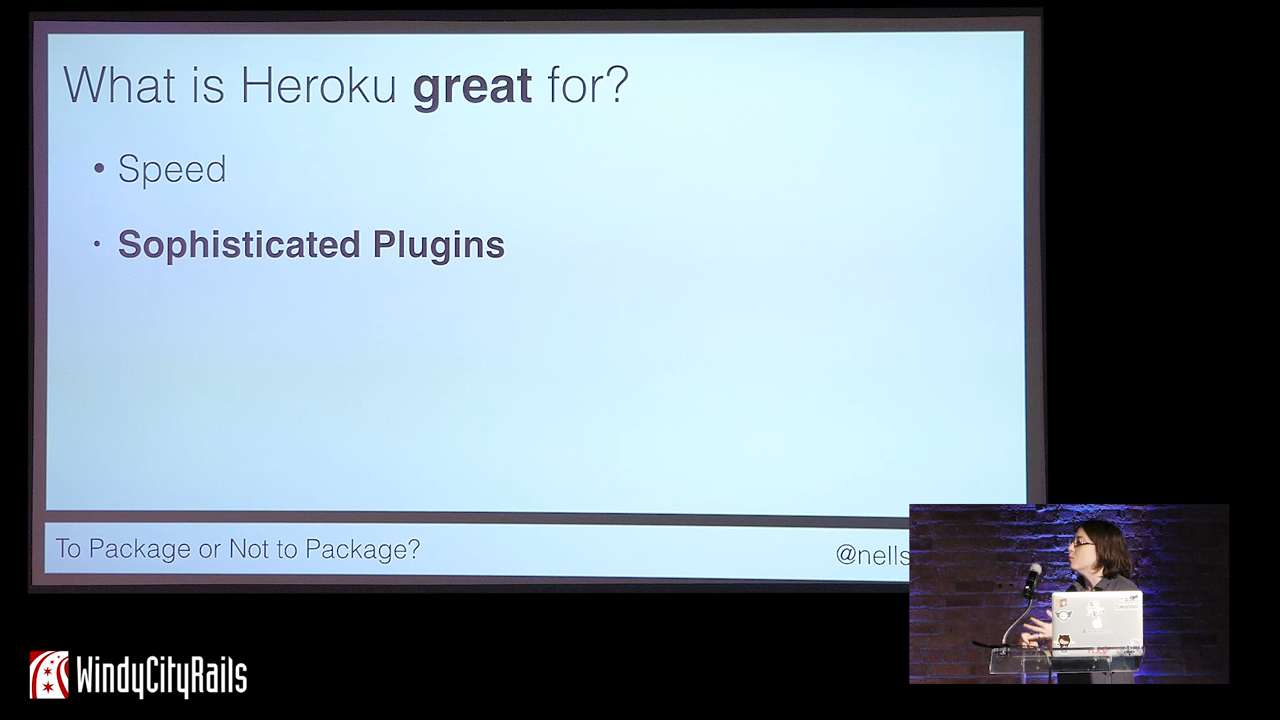 What is Heroku great for?
• Speed
• Sophisticated Plugins
To Package or Not to Package?
@nells
WindyCityRails